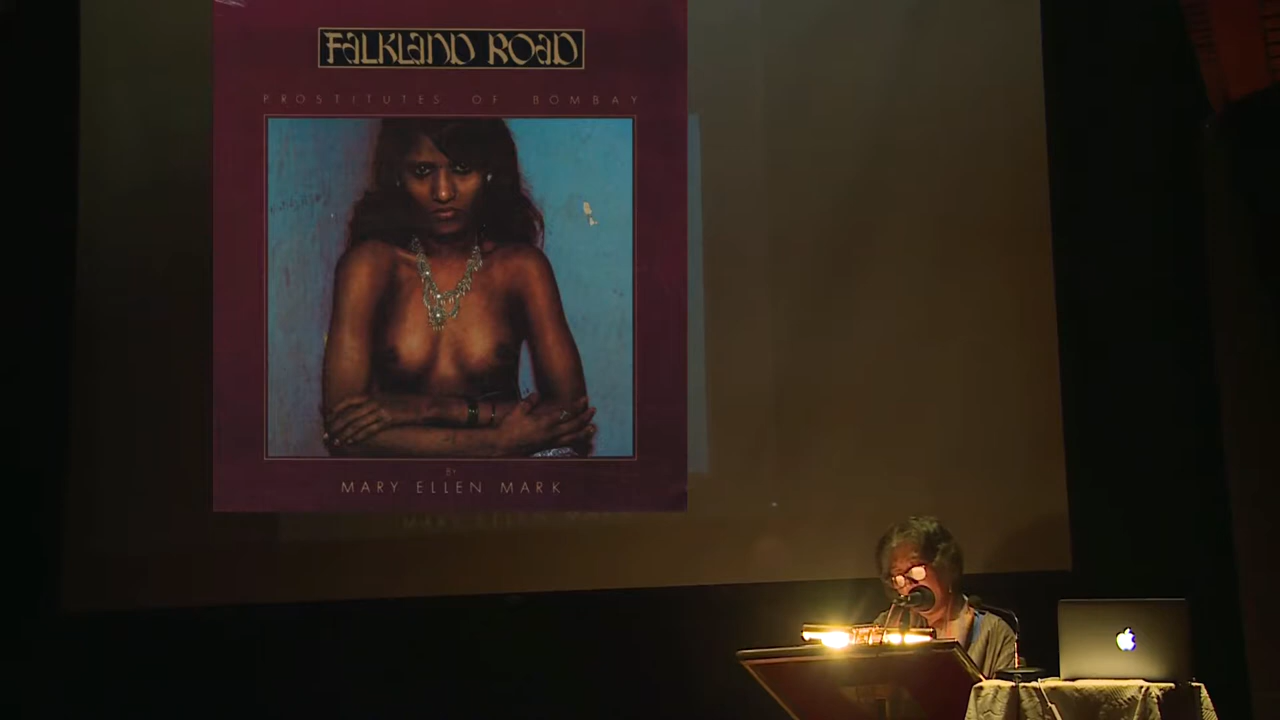 FALKLAND ROAD
PROSTITUTES OF BOMBAY
BY
MARY ELLEN MARK